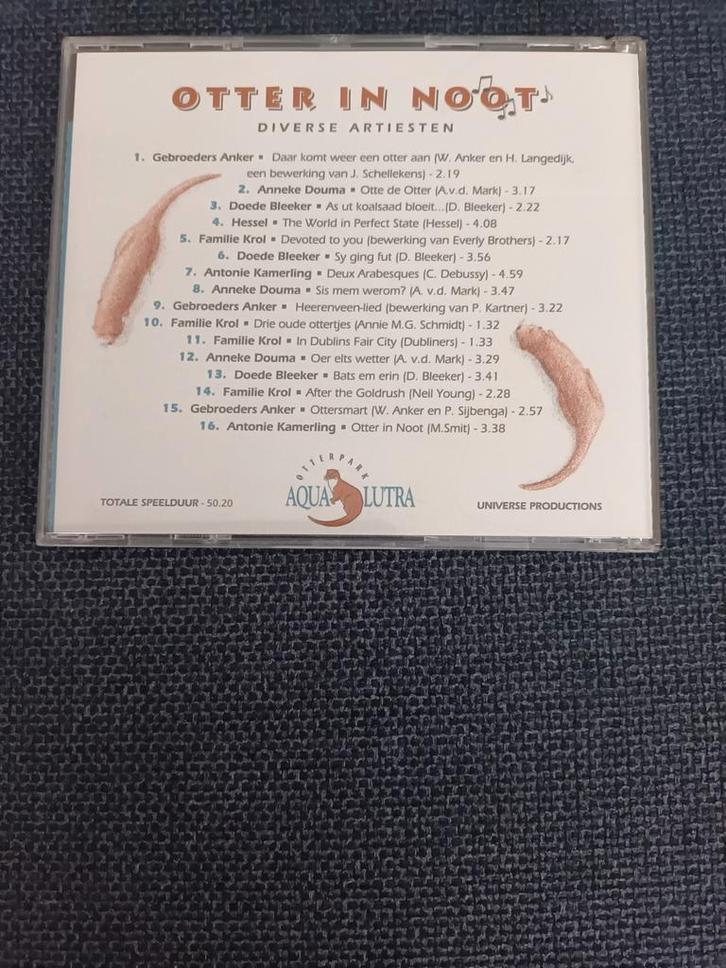 OTTER IN NOOT
DIVERSE ARTIESTEN
1. Gebroeders Anker ▪ Daar komt weer een otter aan (W. Anker en H. Langedijk,
een bewerking van J. Schellekens) - 2.19
2. Anneke Douma ▪ Otte de Otter (A.v.d. Mark) - 3.17
3. Doede Bleeker ▪ As ut koalsaad bloeit...(D. Bleeker) - 2.22
4. Hessel ▪ The World in Perfect State (Hessel) - 4.08
5. Familie Krol ▪ Devoted to you (bewerking van Everly Brothers) - 2.17
6. Doede Bleeker ▪ Sy ging fut (D. Bleeker) - 3.56
7. Antonie Kamerling ▪ Deux Arabesques (C. Debussy) - 4.59
8. Anneke Douma ▪ Sis mem werom? (A. v.d. Mark) - 3.47
9. Gebroeders Anker ▪ Heerenveen-lied (bewerking van P. Kartner) - 3.22
10. Familie Krol ▪ Drie oude ottertjes (Annie M.G. Schmidt) - 1.32
11. Familie Krol ▪ In Dublins Fair City (Dubliners) - 1.33
12. Anneke Douma ▪ Oer elts wetter (A. v.d. Mark) - 3.29
13. Doede Bleeker ▪ Bats em erin (D. Bleeker) - 3.41
14. Familie Krol ▪ After the Goldrush (Neil Young) - 2.28
15. Gebroeders Anker ▪ Ottersmart (W. Anker en P. Sijbenga) - 2.57
16. Antonie Kamerling ▪ Otter in Noot (M.Smit) - 3.38
OTTERPARK
AQUA LUTRA
TOTALE SPEELDUUR - 50.20
UNIVERSE PRODUCTIONS